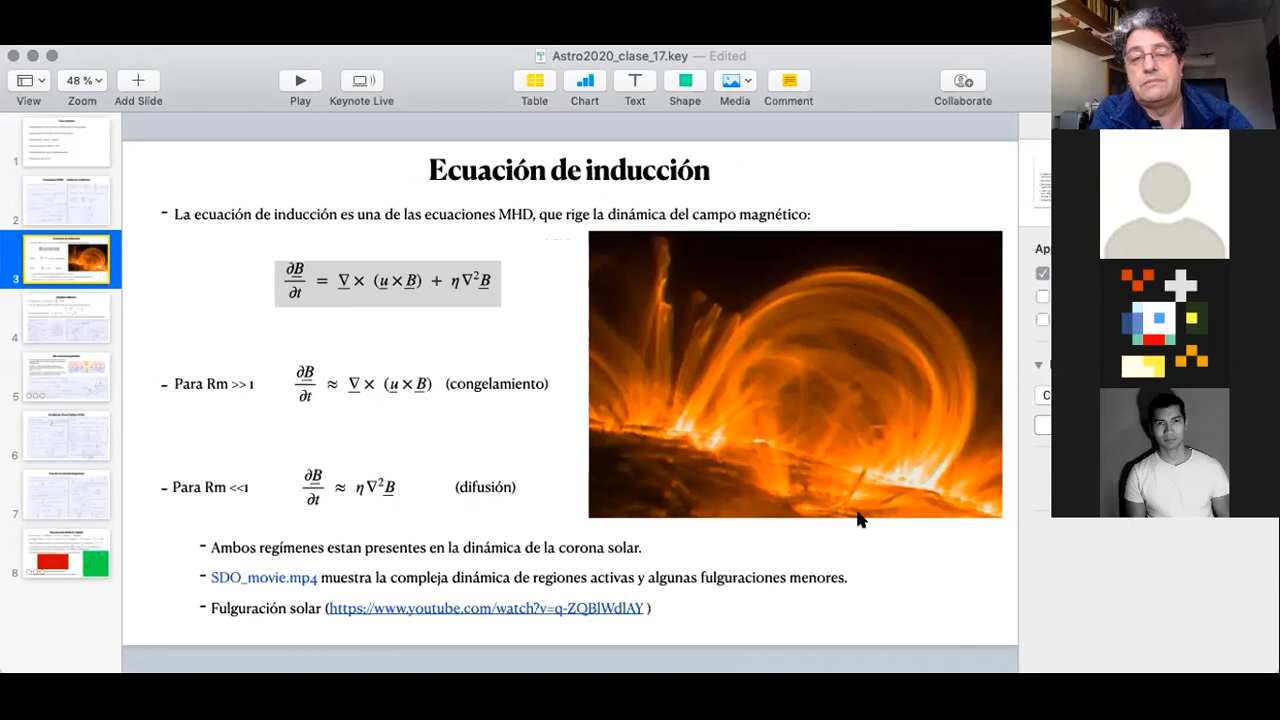 Astro2020_clase_17.key — Edited
48 %
View Zoom Add Slide Play Keynote Live Table Chart Text Shape Media Comment Collaborate
1
2
3
4
5
6
7
8
Ecuación de inducción
- La ecuación de inducción es una de las ecuaciones MHD, que rige la dinámica del campo magnético:
∂B/∂t = ∇ × (u × B) + η∇²B
- Para Rm >> 1 ∂B/∂t ≈ ∇ × (u × B) (congelamiento)
- Para Rm <<1 ∂B/∂t ≈ η∇²B (difusión)
- Ambos regímenes estan presentes en la dinámica de la corona solar.
- SDO_movie.mp4 muestra la compleja dinámica de regiones activas y algunas fulguraciones menores.
- Fulguración solar (https://www.youtube.com/watch?v=q-ZQBlWdlAY )